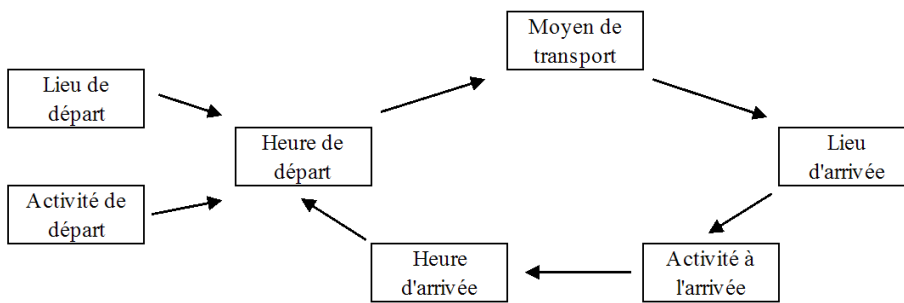 Moyen de
transport
Lieu de
départ
Heure de
départ
Lieu
d'arrivée
Activité de
départ
Heure
d'arrivée
Activité à
l'arrivée